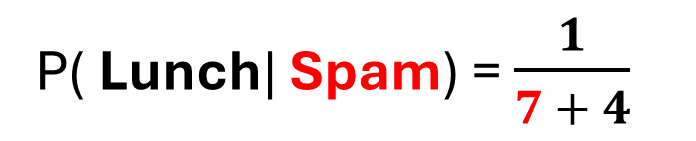 P( Lunch| Spam) = 1
7 + 4